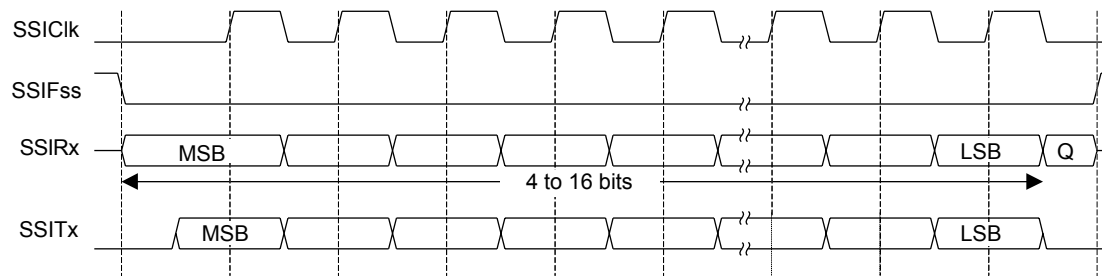 SSIClk
SSIFss
SSIRx MSB LSB Q
4 to 16 bits
SSITx MSB LSB